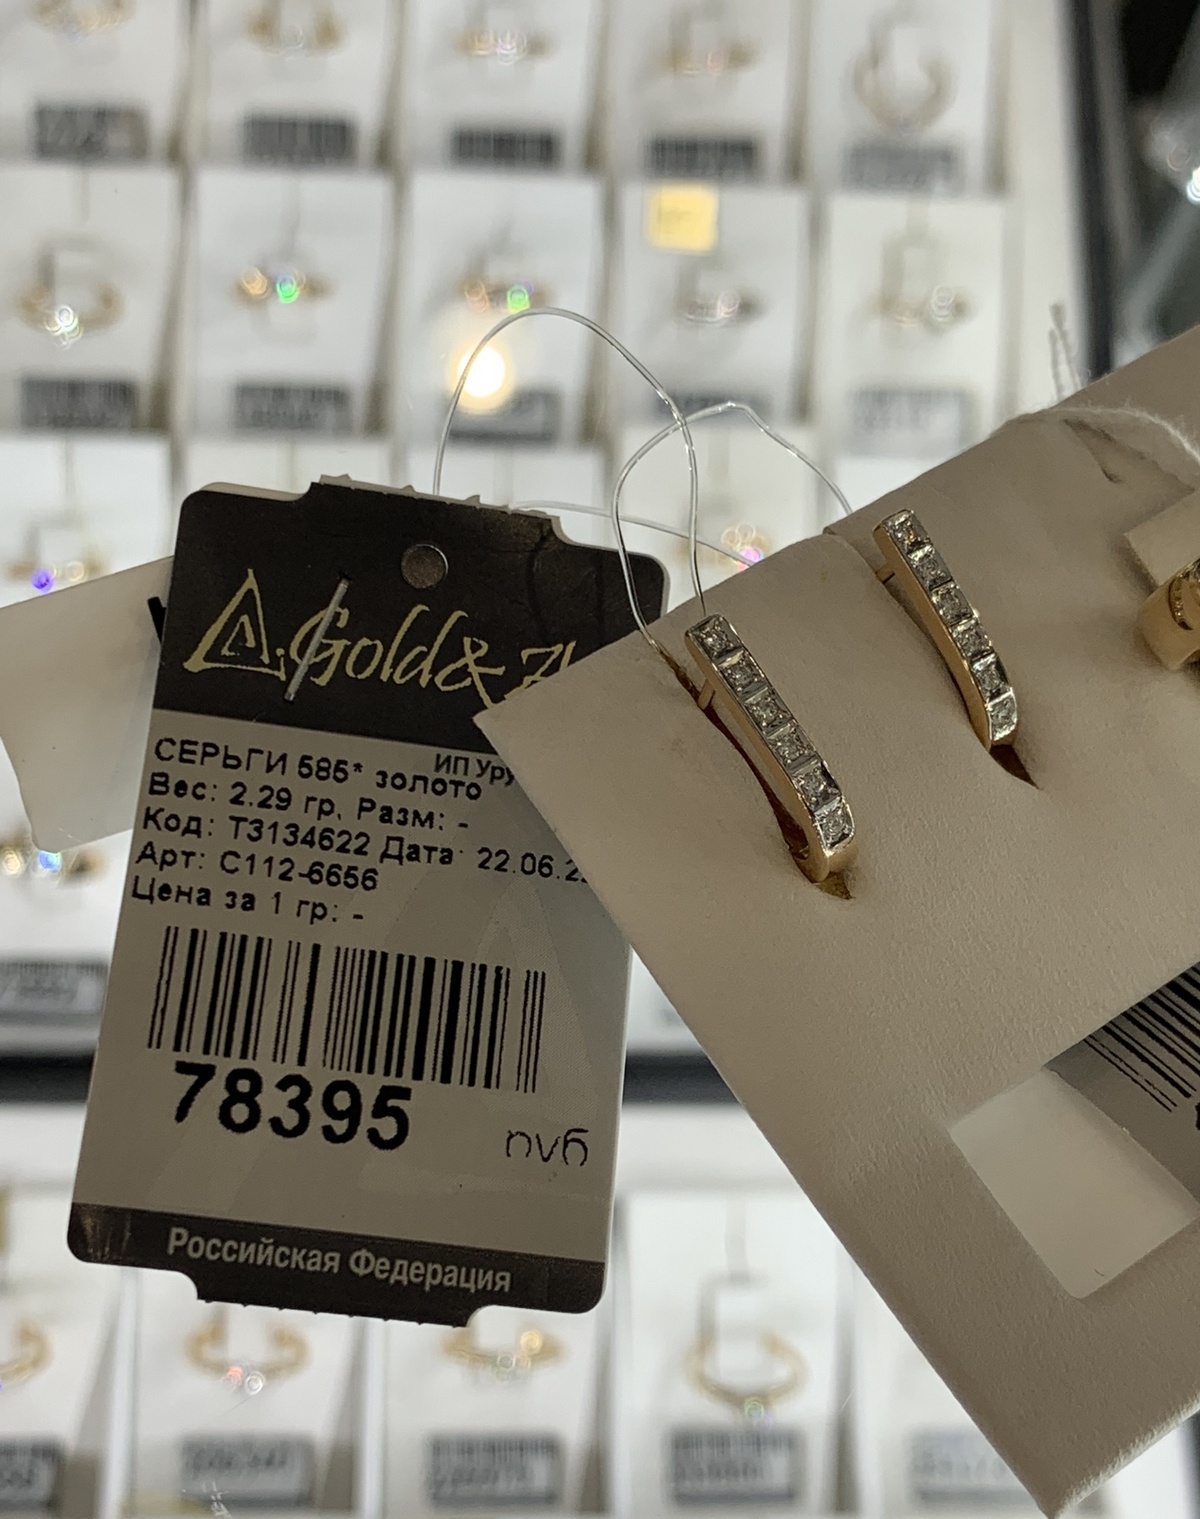 Gold&
ИП
СЕРЬГИ 585* золото
Вес: 2.29 гр, Разм: -
Код: Т3134622 Дата: 22.06.2
Арт: С112-6656
Цена за 1 гр: -
78395
руб
Российская Федерация